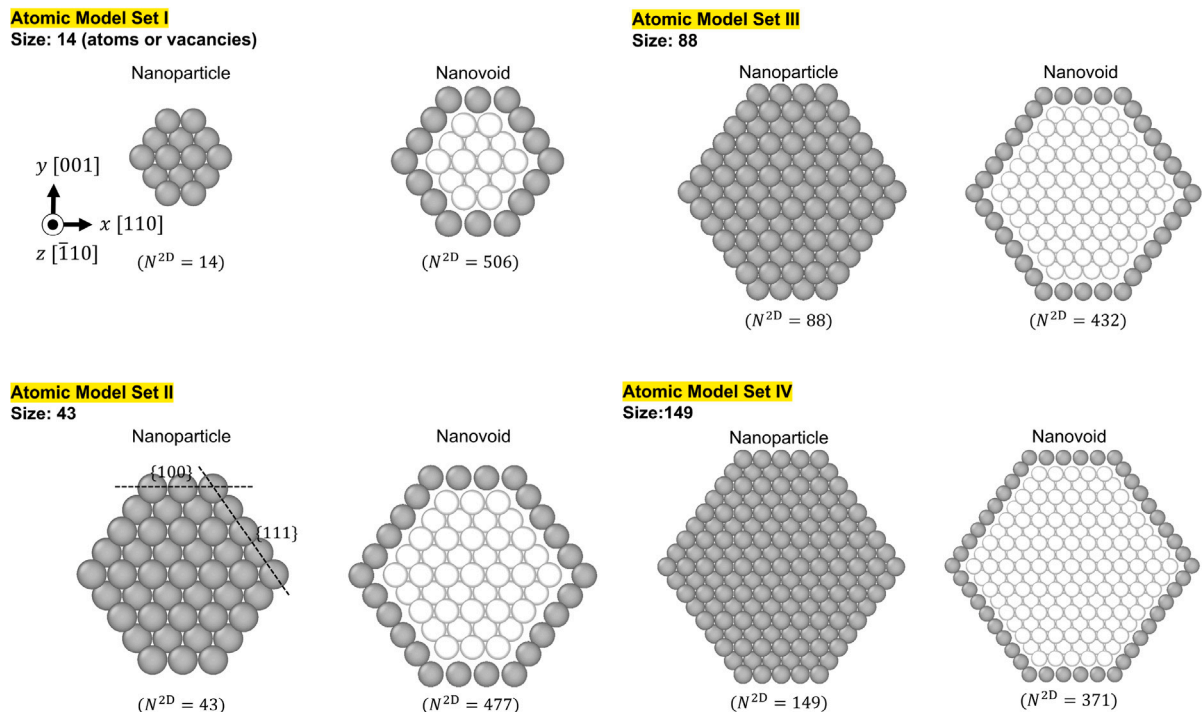 Atomic Model Set I
Size: 14 (atoms or vacancies)
Nanoparticle
Nanovoid
y [001]
x [110]
z [1̅10]
(N²ᴰ = 14)
(N²ᴰ = 506)
Atomic Model Set III
Size: 88
Nanoparticle
Nanovoid
(N²ᴰ = 88)
(N²ᴰ = 432)
Atomic Model Set II
Size: 43
Nanoparticle
Nanovoid
{100}
{111}
(N²ᴰ = 43)
(N²ᴰ = 477)
Atomic Model Set IV
Size:149
Nanoparticle
Nanovoid
(N²ᴰ = 149)
(N²ᴰ = 371)